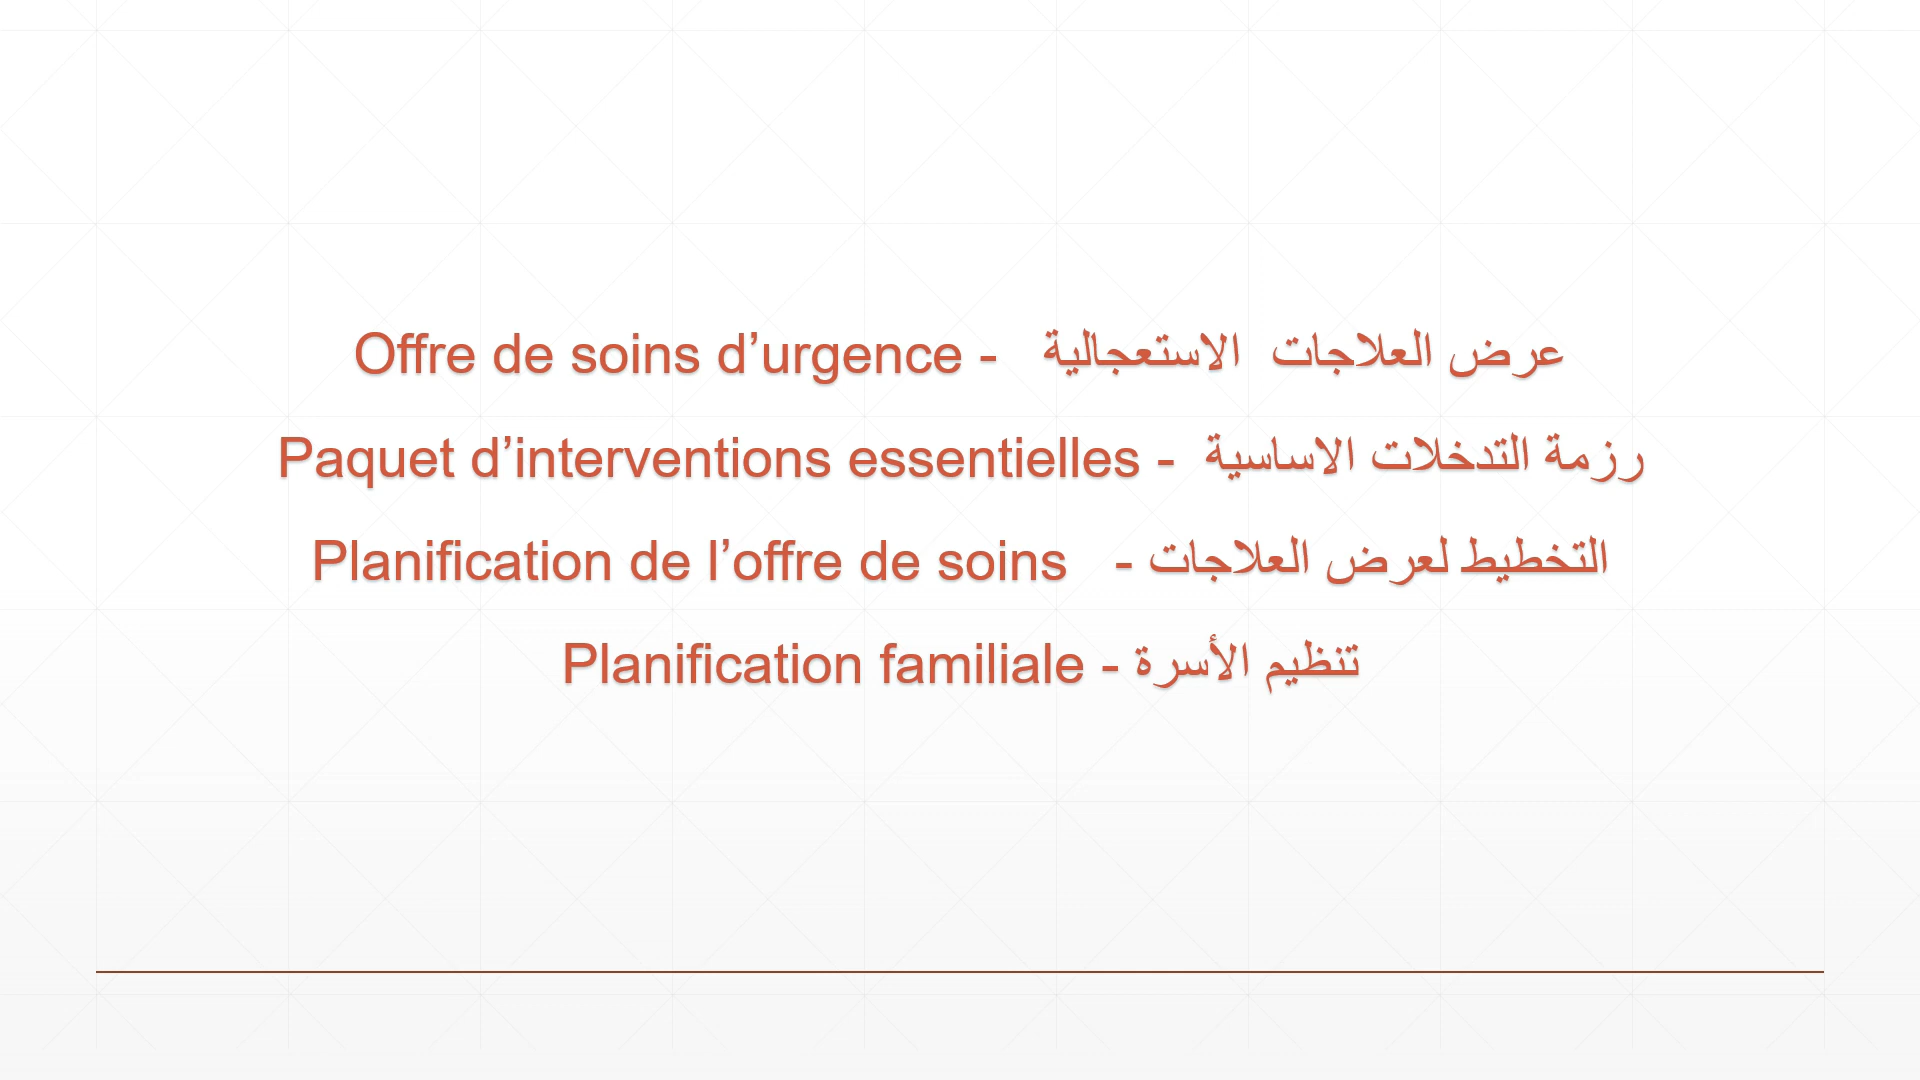 Offre de soins d’urgence - عرض العلاجات الاستعجالية
Paquet d’interventions essentielles - رزمة التدخلات الاساسية
Planification de l’offre de soins - التخطيط لعرض العلاجات
Planification familiale - تنظيم الأسرة